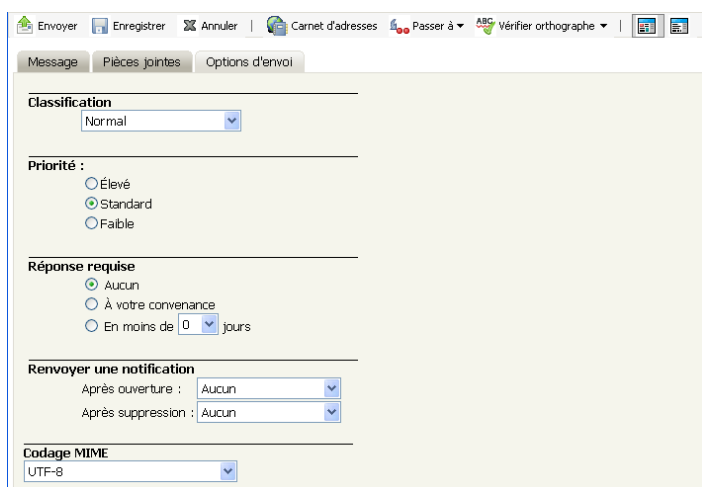 Envoyer Enregistrer Annuler | Carnet d'adresses Passer à ABC Vérifier orthographe |
Message Pièces jointes Options d'envoi
Classification
Normal
Priorité :
Élevé
Standard
Faible
Réponse requise
Aucun
À votre convenance
En moins de 0 jours
Renvoyer une notification
Après ouverture : Aucun
Après suppression : Aucun
Codage MIME
UTF-8